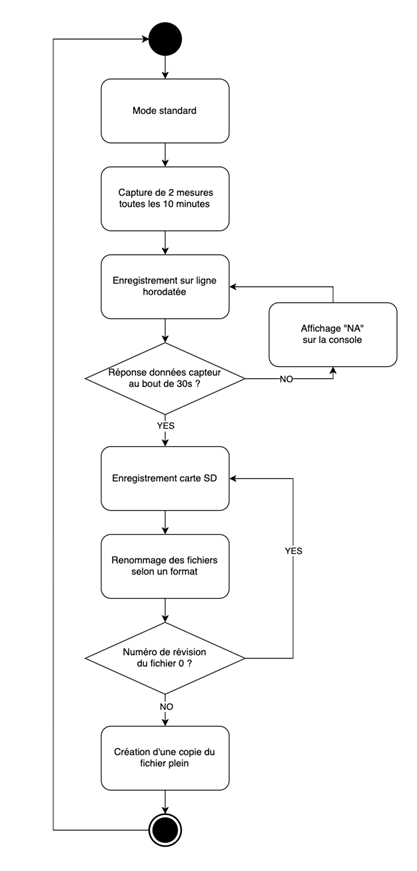 Mode standard
Capture de 2 mesures
toutes les 10 minutes
Enregistrement sur ligne
horodatée
Affichage "NA"
sur la console
Réponse données capteur
au bout de 30s ?
NO
YES
Enregistrement carte SD
YES
Renommage des fichiers
selon un format
Numéro de révision
du fichier 0 ?
NO
Création d'une copie du
fichier plein